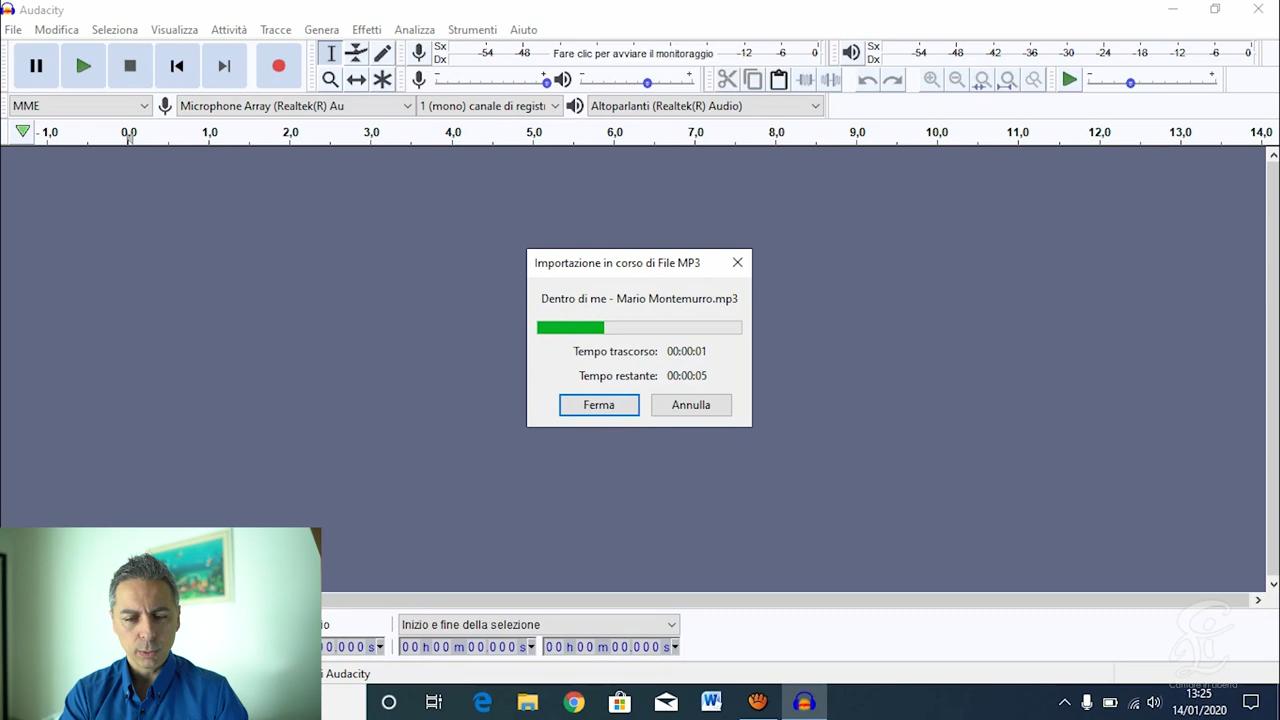 Audacity
File Modifica Seleziona Visualizza Attività Tracce Genera Effetti Analizza Strumenti Aiuto
Sx Dx -54 -48 Fare clic per avviare il monitoraggio -12 -6 0 Sx Dx -54 -48 -42 -36 -30 -24 -18 -12 -6 0
MME Microphone Array (Realtek(R) Au 1 (mono) canale di regist Altoparlanti (Realtek(R) Audio)
- 1,0 0,0 1,0 2,0 3,0 4,0 5,0 6,0 7,0 8,0 9,0 10,0 11,0 12,0 13,0 14,0
Importazione in corso di File MP3
Dentro di me - Mario Montemurro.mp3
Tempo trascorso: 00:00:01
Tempo restante: 00:00:05
Ferma Annulla
Inizio e fine della selezione
00 h 00 m 00.000 s 00 h 00 m 00.000 s
Audacity
Cantare in Libertà
13:25
14/01/2020